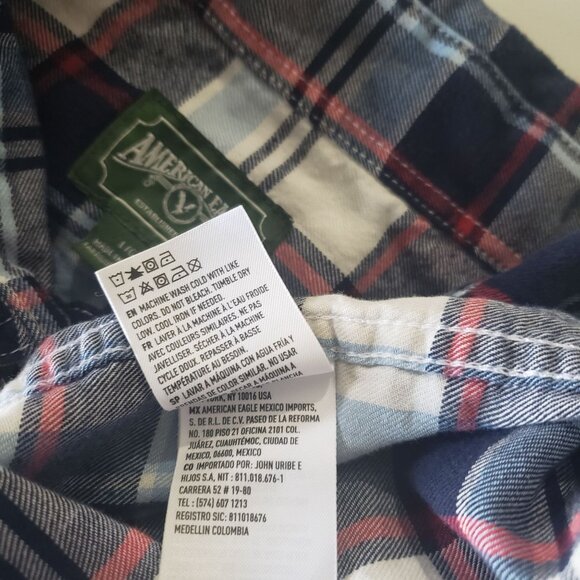 AMERICAN
EN MACHINE WASH COLD WITH LIKE
COLORS. DO NOT BLEACH. TUMBLE DRY
LOW. COOL IRON IF NEEDED.
FR LAVER À LA MACHINE À L'EAU FROIDE
AVEC COULEURS SIMILAIRES. NE PAS
JAVELLISER. SÉCHER À LA MACHINE,
CYCLE DOUX. REPASSER À BASSE
TEMPÉRATURE AU BESOIN.
SP LAVAR A MÁQUINA CON AGUA FRÍA Y
PRENDAS DE COLOR SIMILAR. NO USAR
YORK, NY 10016 USA
MX AMERICAN EAGLE MEXICO IMPORTS,
S. DE R.L. DE C.V. PASEO DE LA REFORMA
NO. 180 PISO 21 OFICINA 2101 COL.
JUÁREZ, CUAUHTÉMOC, CIUDAD DE
MEXICO, 06600, MEXICO
CO IMPORTADO POR: JOHN URIBE E
HIJOS S.A, NIT - 811.018.676-1
CARRERA 52 # 19-80
TEL : (574) 607 1213
REGISTRO SIC: 811018676
MEDELLIN COLOMBIA